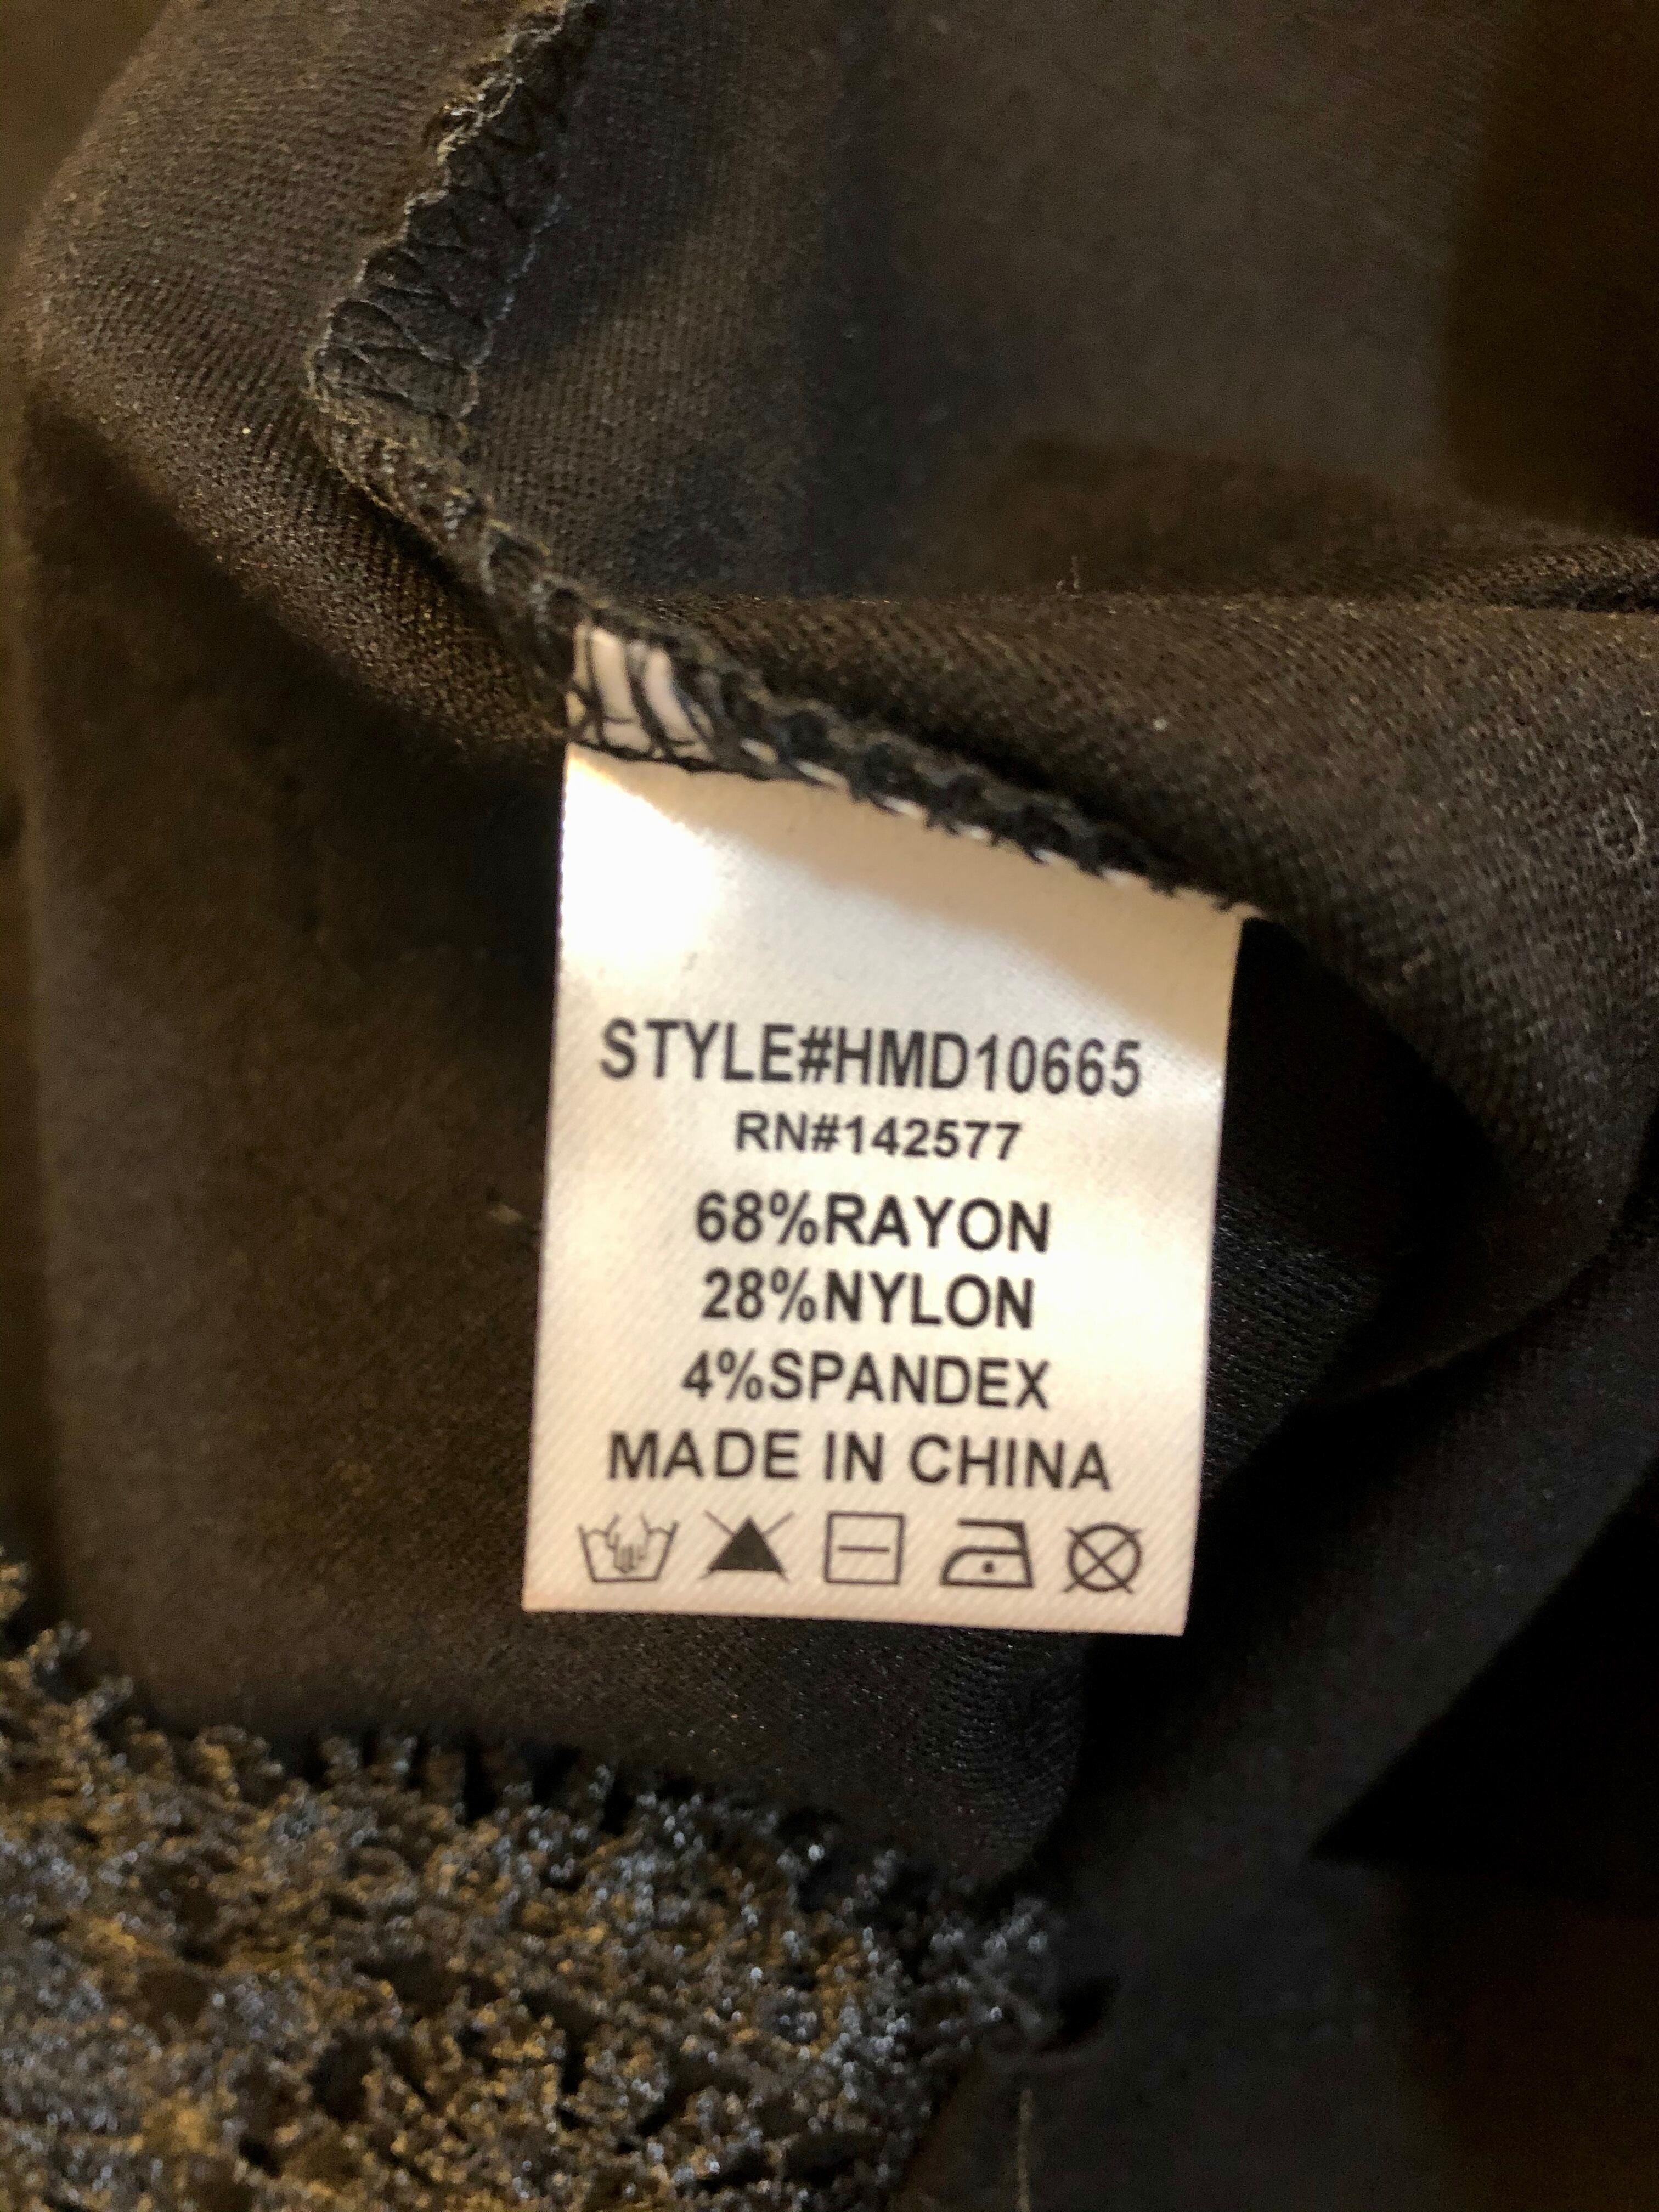 STYLE#HMD10665
RN#142577
68%RAYON
28%NYLON
4%SPANDEX
MADE IN CHINA